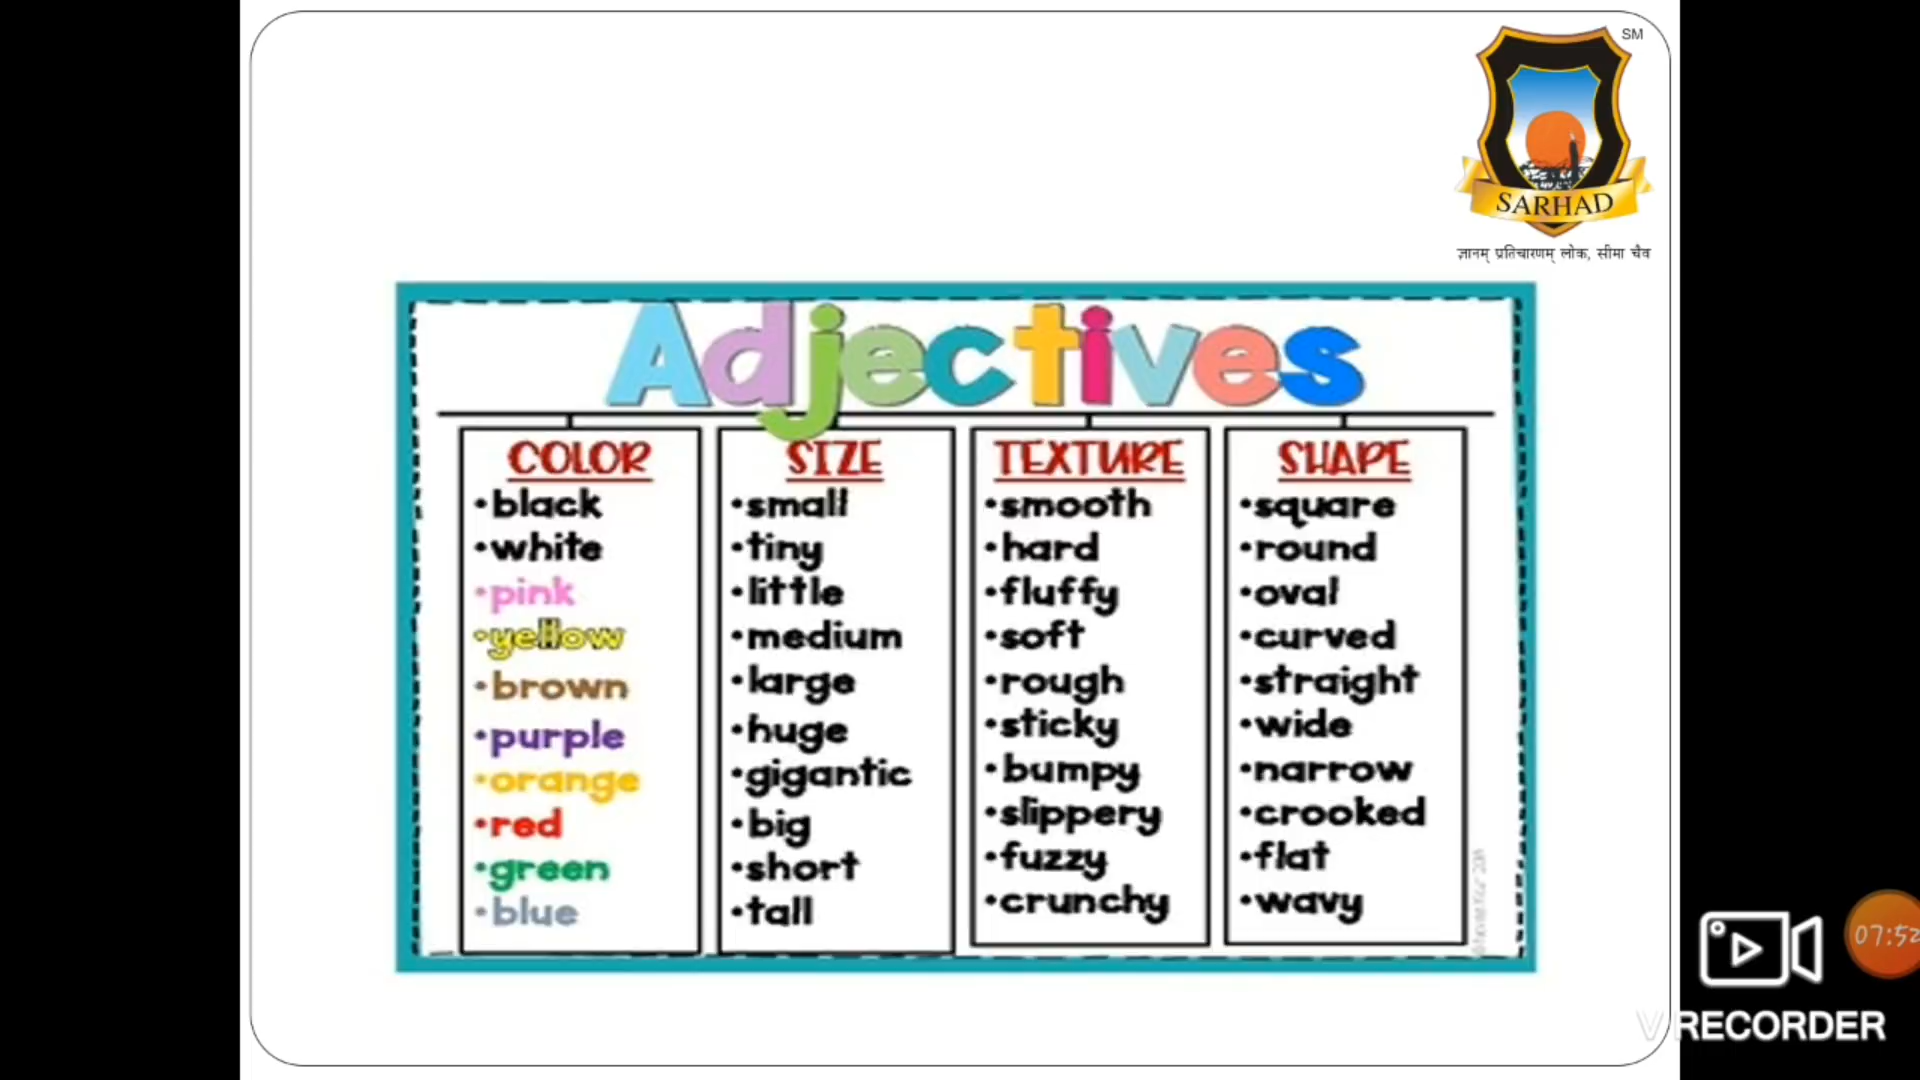 SM
SARHAD
ज्ञानम् प्रतिचारणम् लोक, सीमा चैव
Adjectives
COLOR
•black
•white
•pink
•yellow
•brown
•purple
•orange
•red
•green
•blue
SIZE
•small
•tiny
•little
•medium
•large
•huge
•gigantic
•big
•short
•tall
TEXTURE
•smooth
•hard
•fluffy
•soft
•rough
•sticky
•bumpy
•slippery
•fuzzy
•crunchy
SHAPE
•square
•round
•oval
•curved
•straight
•wide
•narrow
•crooked
•flat
•wavy
07:52
V RECORDER